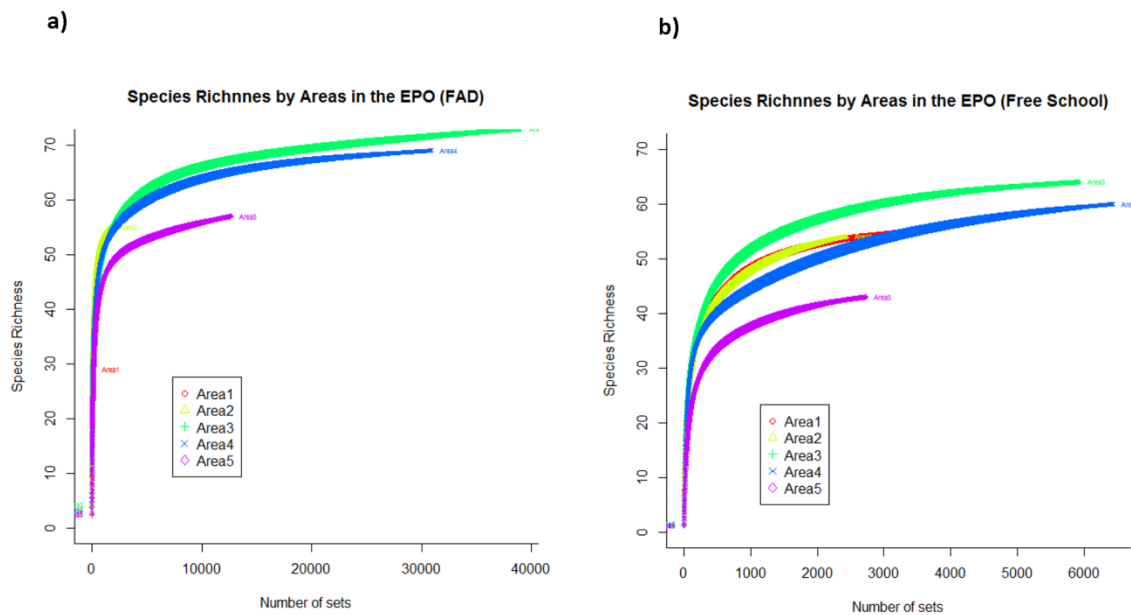 a)
Species Richnnes by Areas in the EPO (FAD)
Species Richness
70
60
50
40
30
20
10
0
Area4
Area5
Area1
Area1
Area2
Area3
Area4
Area5
0
10000
20000
30000
40000
Number of sets
b)
Species Richnnes by Areas in the EPO (Free School)
Species Richness
70
60
50
40
30
20
10
0
Area3
Area5
Area1
Area2
Area3
Area4
Area5
0
1000
2000
3000
4000
5000
6000
Number of sets